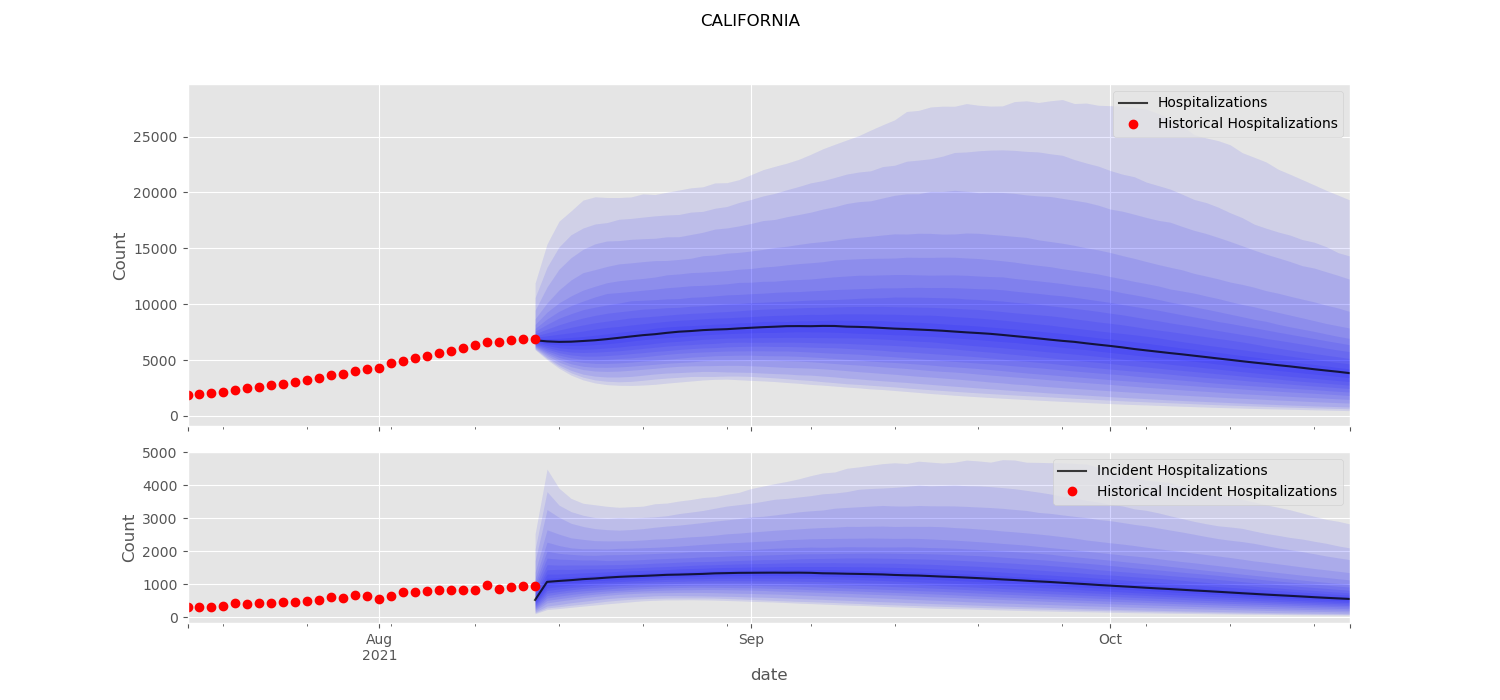 CALIFORNIA
Hospitalizations
Historical Hospitalizations
Count
25000
20000
15000
10000
5000
0
Incident Hospitalizations
Historical Incident Hospitalizations
Count
5000
4000
3000
2000
1000
0
Aug
2021
Sep
Oct
date